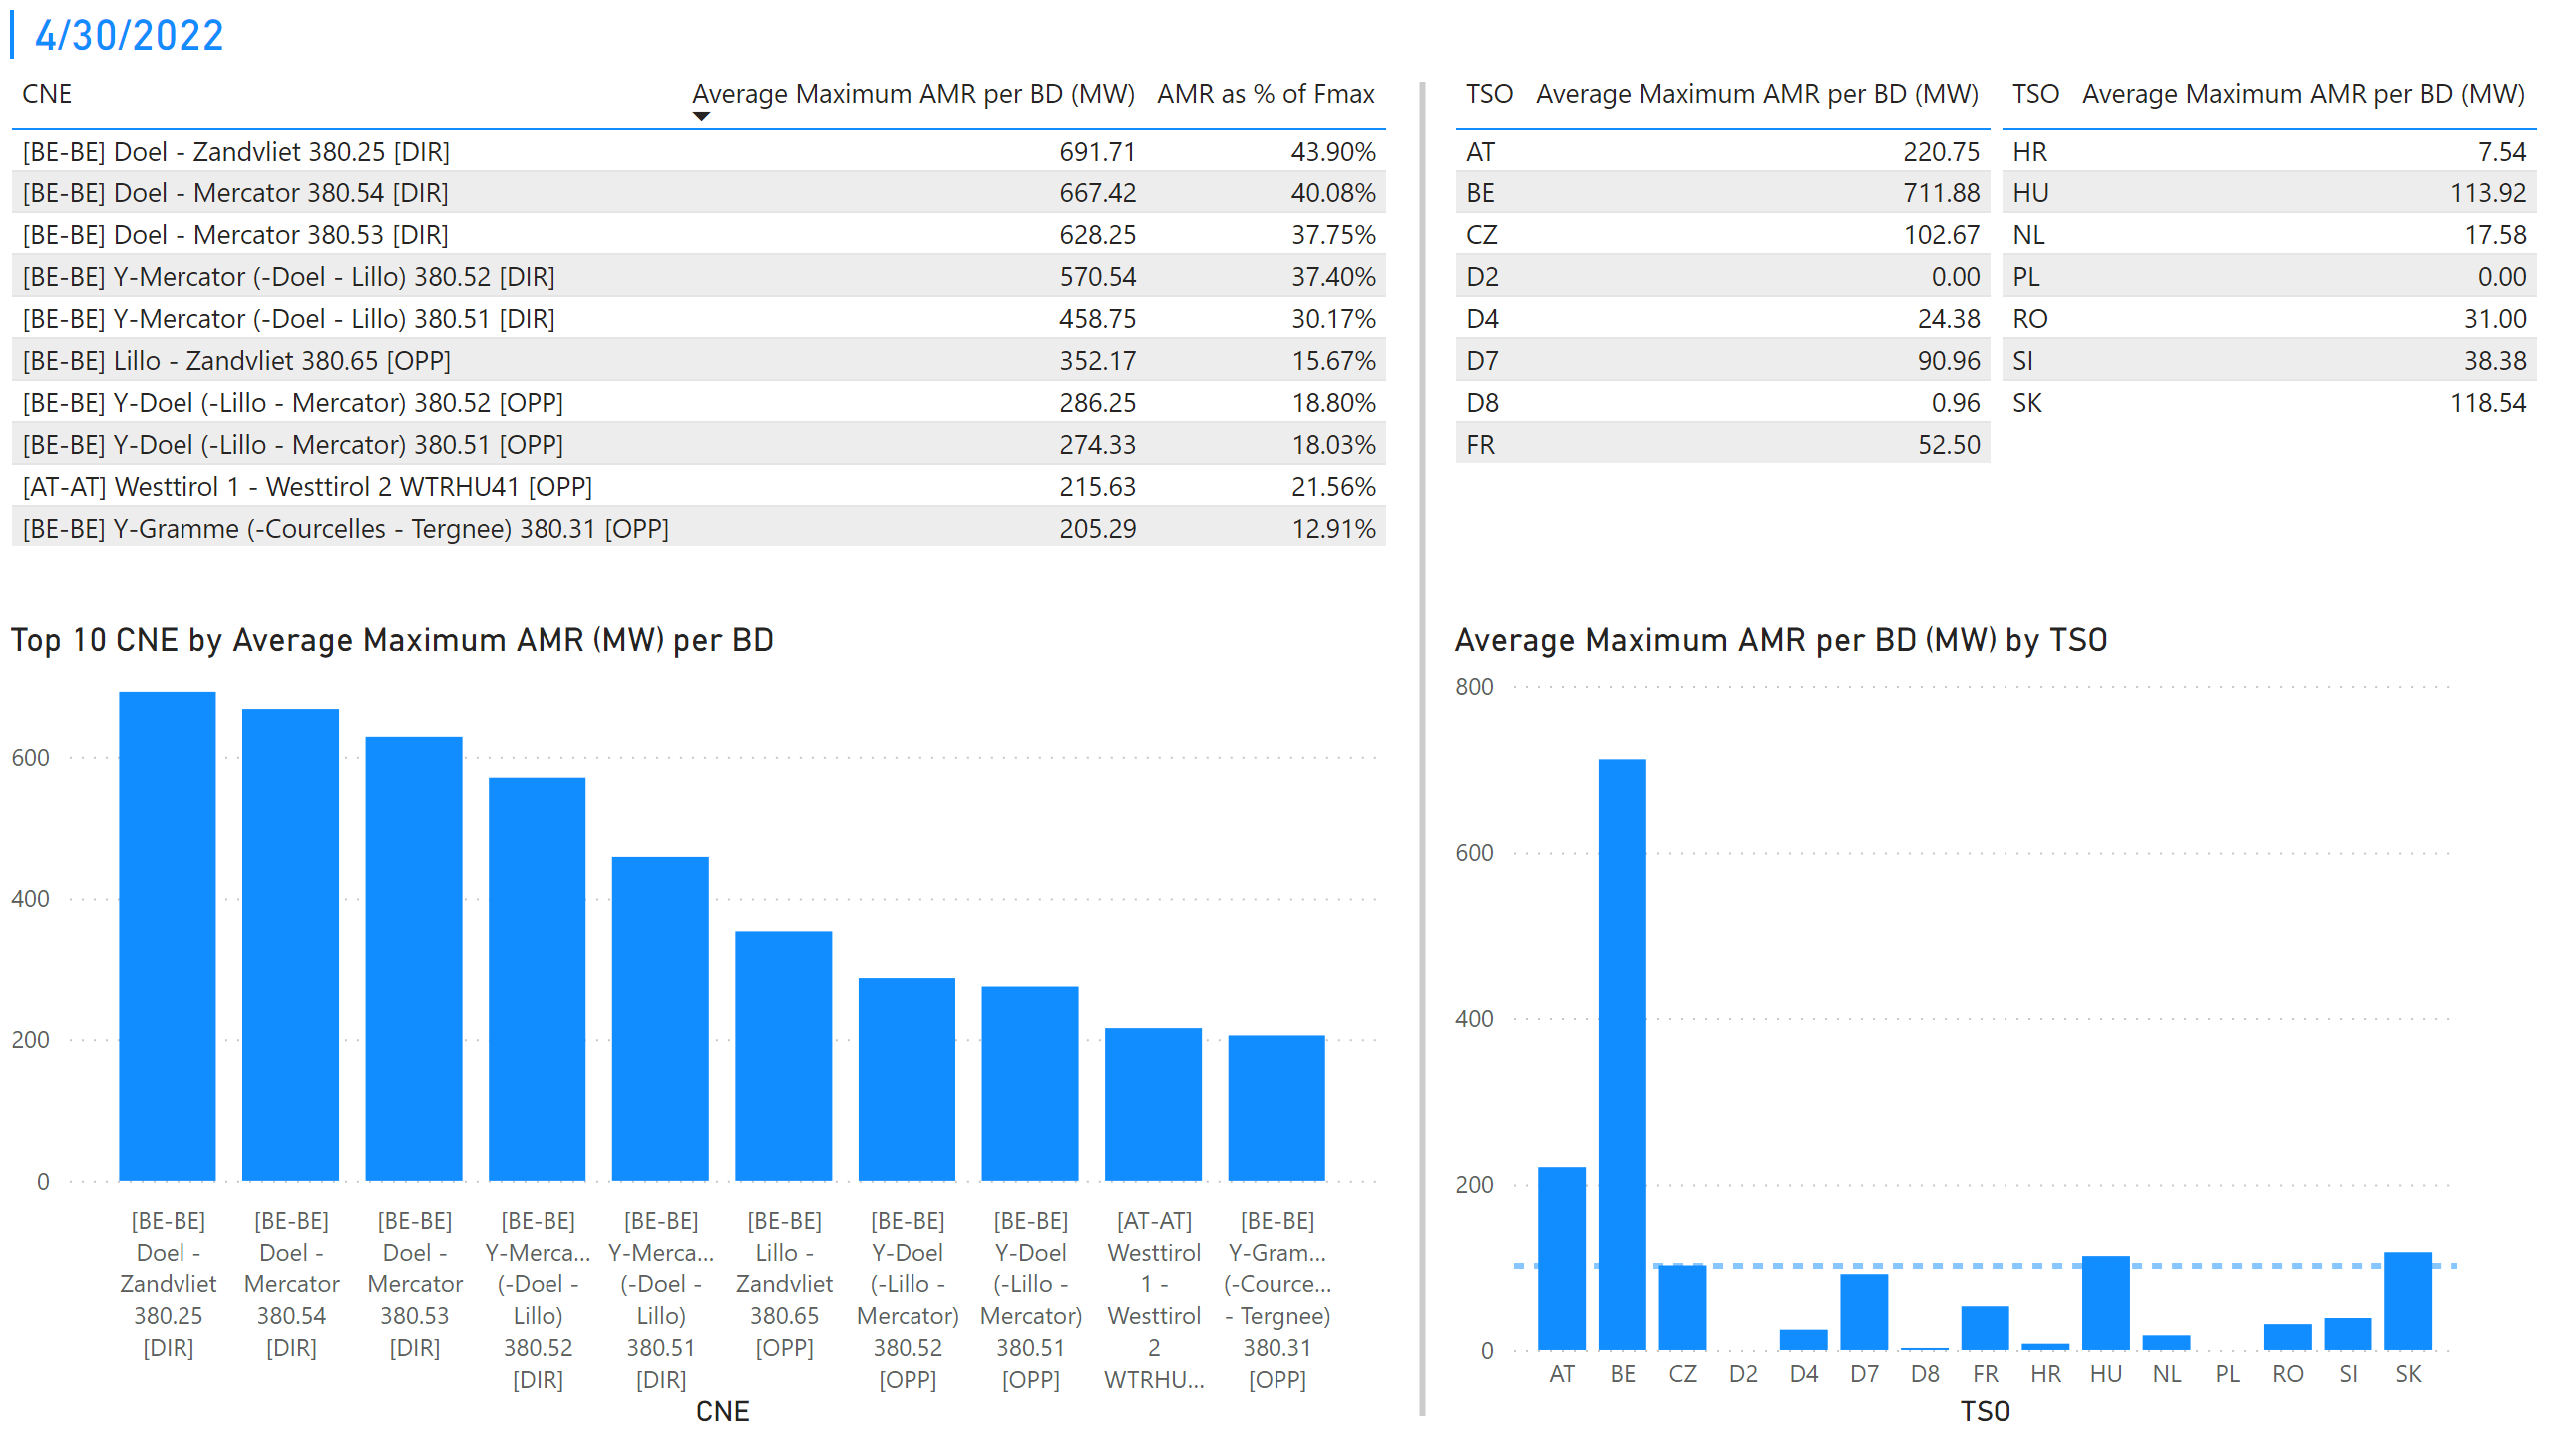 4/30/2022
CNE Average Maximum AMR per BD (MW) AMR as % of Fmax
[BE-BE] Doel - Zandvliet 380.25 [DIR] 691.71 43.90%
[BE-BE] Doel - Mercator 380.54 [DIR] 667.42 40.08%
[BE-BE] Doel - Mercator 380.53 [DIR] 628.25 37.75%
[BE-BE] Y-Mercator (-Doel - Lillo) 380.52 [DIR] 570.54 37.40%
[BE-BE] Y-Mercator (-Doel - Lillo) 380.51 [DIR] 458.75 30.17%
[BE-BE] Lillo - Zandvliet 380.65 [OPP] 352.17 15.67%
[BE-BE] Y-Doel (-Lillo - Mercator) 380.52 [OPP] 286.25 18.80%
[BE-BE] Y-Doel (-Lillo - Mercator) 380.51 [OPP] 274.33 18.03%
[AT-AT] Westtirol 1 - Westtirol 2 WTRHU41 [OPP] 215.63 21.56%
[BE-BE] Y-Gramme (-Courcelles - Tergnee) 380.31 [OPP] 205.29 12.91%
TSO Average Maximum AMR per BD (MW)
AT 220.75
BE 711.88
CZ 102.67
D2 0.00
D4 24.38
D7 90.96
D8 0.96
FR 52.50
TSO Average Maximum AMR per BD (MW)
HR 7.54
HU 113.92
NL 17.58
PL 0.00
RO 31.00
SI 38.38
SK 118.54
Top 10 CNE by Average Maximum AMR (MW) per BD
600
400
200
0
[BE-BE]
Doel -
Zandvliet
380.25
[DIR]
[BE-BE]
Doel -
Mercator
380.54
[DIR]
[BE-BE]
Doel -
Mercator
380.53
[DIR]
[BE-BE]
Y-Merca...
(-Doel -
Lillo)
380.52
[DIR]
[BE-BE]
Y-Merca...
(-Doel -
Lillo)
380.51
[DIR]
[BE-BE]
Lillo -
Zandvliet
380.65
[OPP]
[BE-BE]
Y-Doel
(-Lillo -
Mercator)
380.52
[OPP]
[BE-BE]
Y-Doel
(-Lillo -
Mercator)
380.51
[OPP]
[AT-AT]
Westtirol
1 -
Westtirol
2
WTRHU...
[BE-BE]
Y-Gram...
(-Cource...
- Tergnee)
380.31
[OPP]
CNE
Average Maximum AMR per BD (MW) by TSO
800
600
400
200
0
AT BE CZ D2 D4 D7 D8 FR HR HU NL PL RO SI SK
TSO